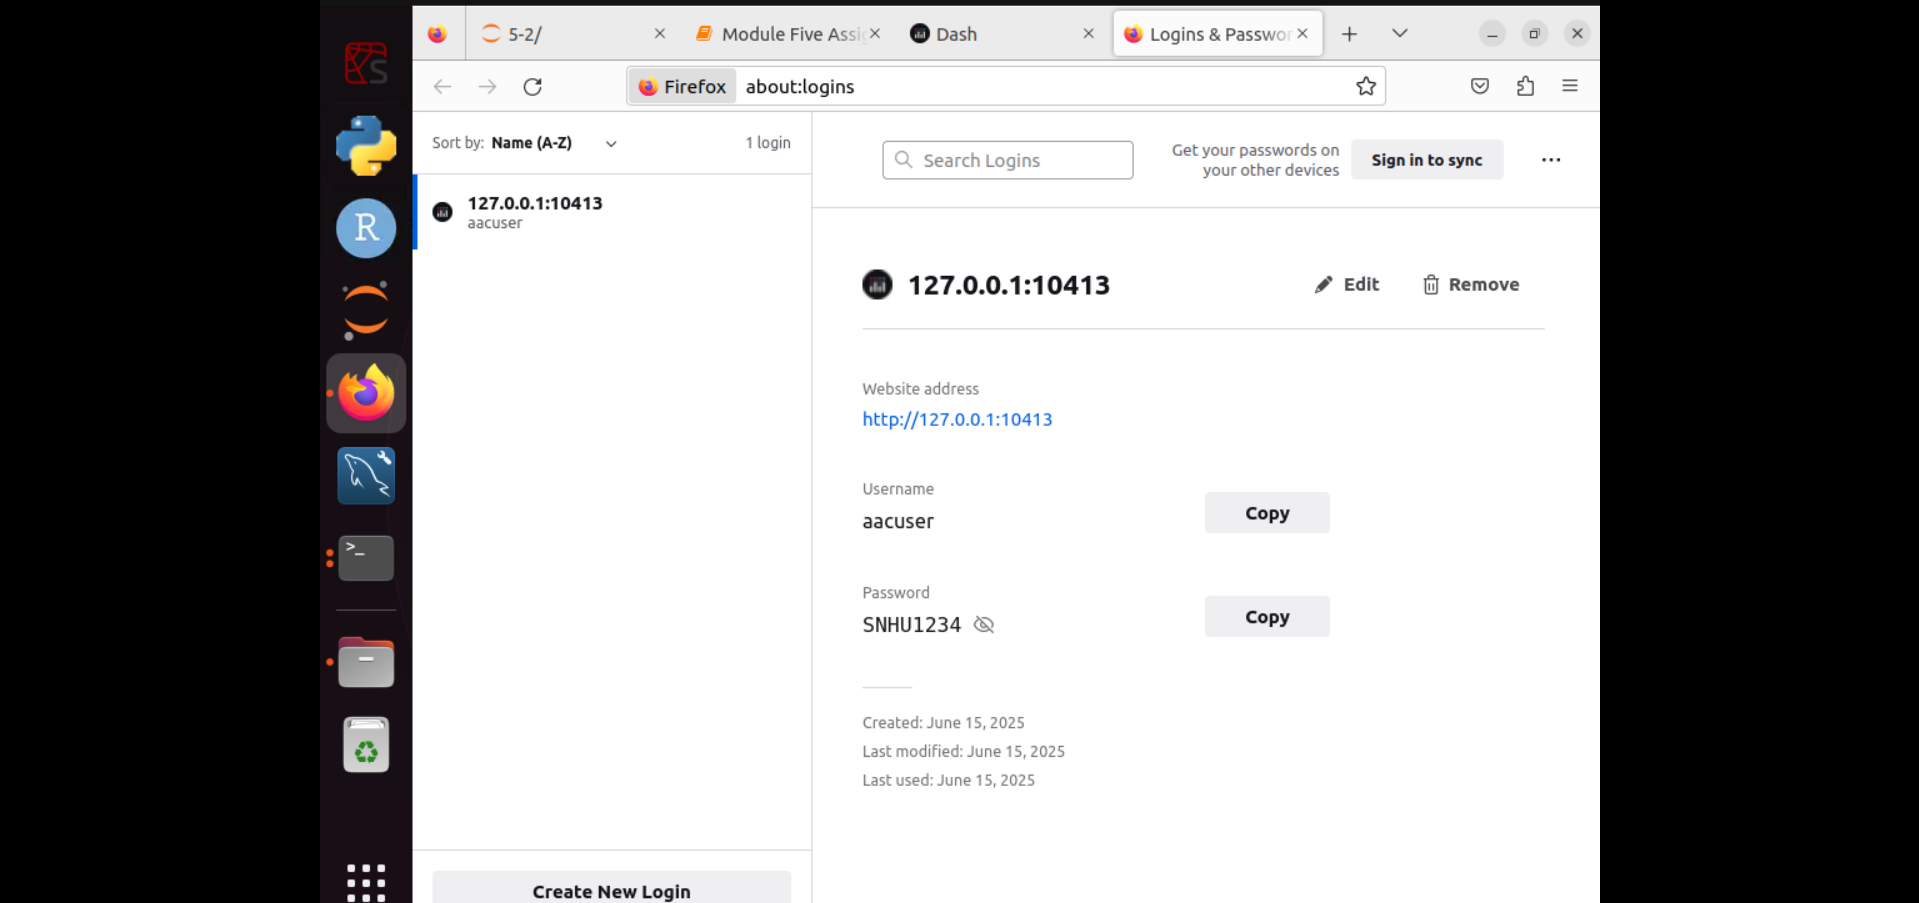 5-2/
Module Five Assig
Dash
Logins & Passwor
Firefox
about:logins
Sort by: Name (A-Z)
1 login
127.0.0.1:10413
aacuser
Search Logins
Get your passwords on
your other devices
Sign in to sync
127.0.0.1:10413
Edit
Remove
Website address
http://127.0.0.1:10413
Username
aacuser
Copy
Password
SNHU1234
Copy
Created: June 15, 2025
Last modified: June 15, 2025
Last used: June 15, 2025
Create New Login